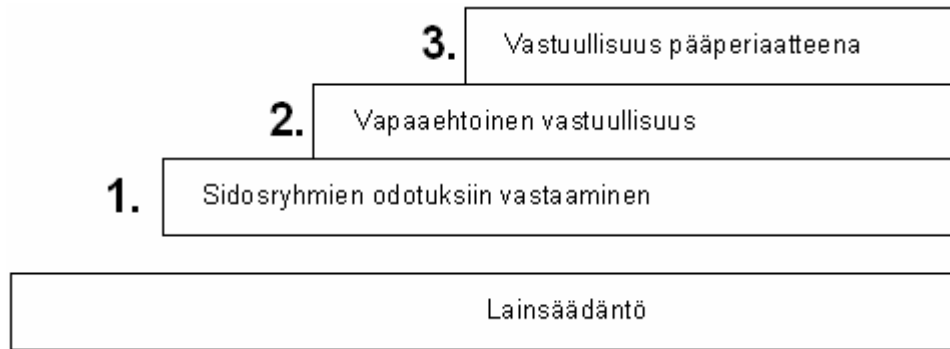 3. Vastuullisuus pääperiaatteena
2. Vapaaehtoinen vastuullisuus
1. Sidosryhmien odotuksiin vastaaminen
Lainsäädäntö